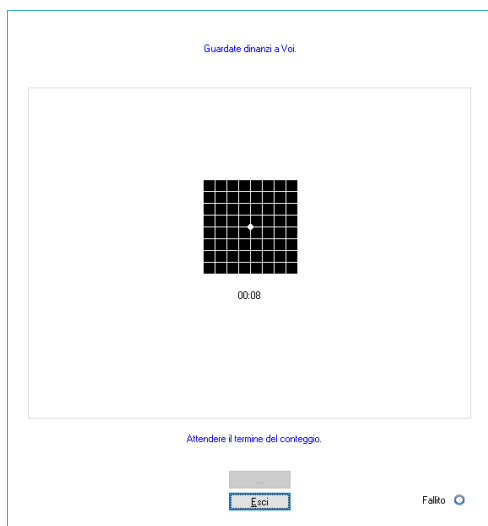 Guardate dinanzi a Voi.
00:08
Attendere il termine del conteggio.
...
Esci
Fallito